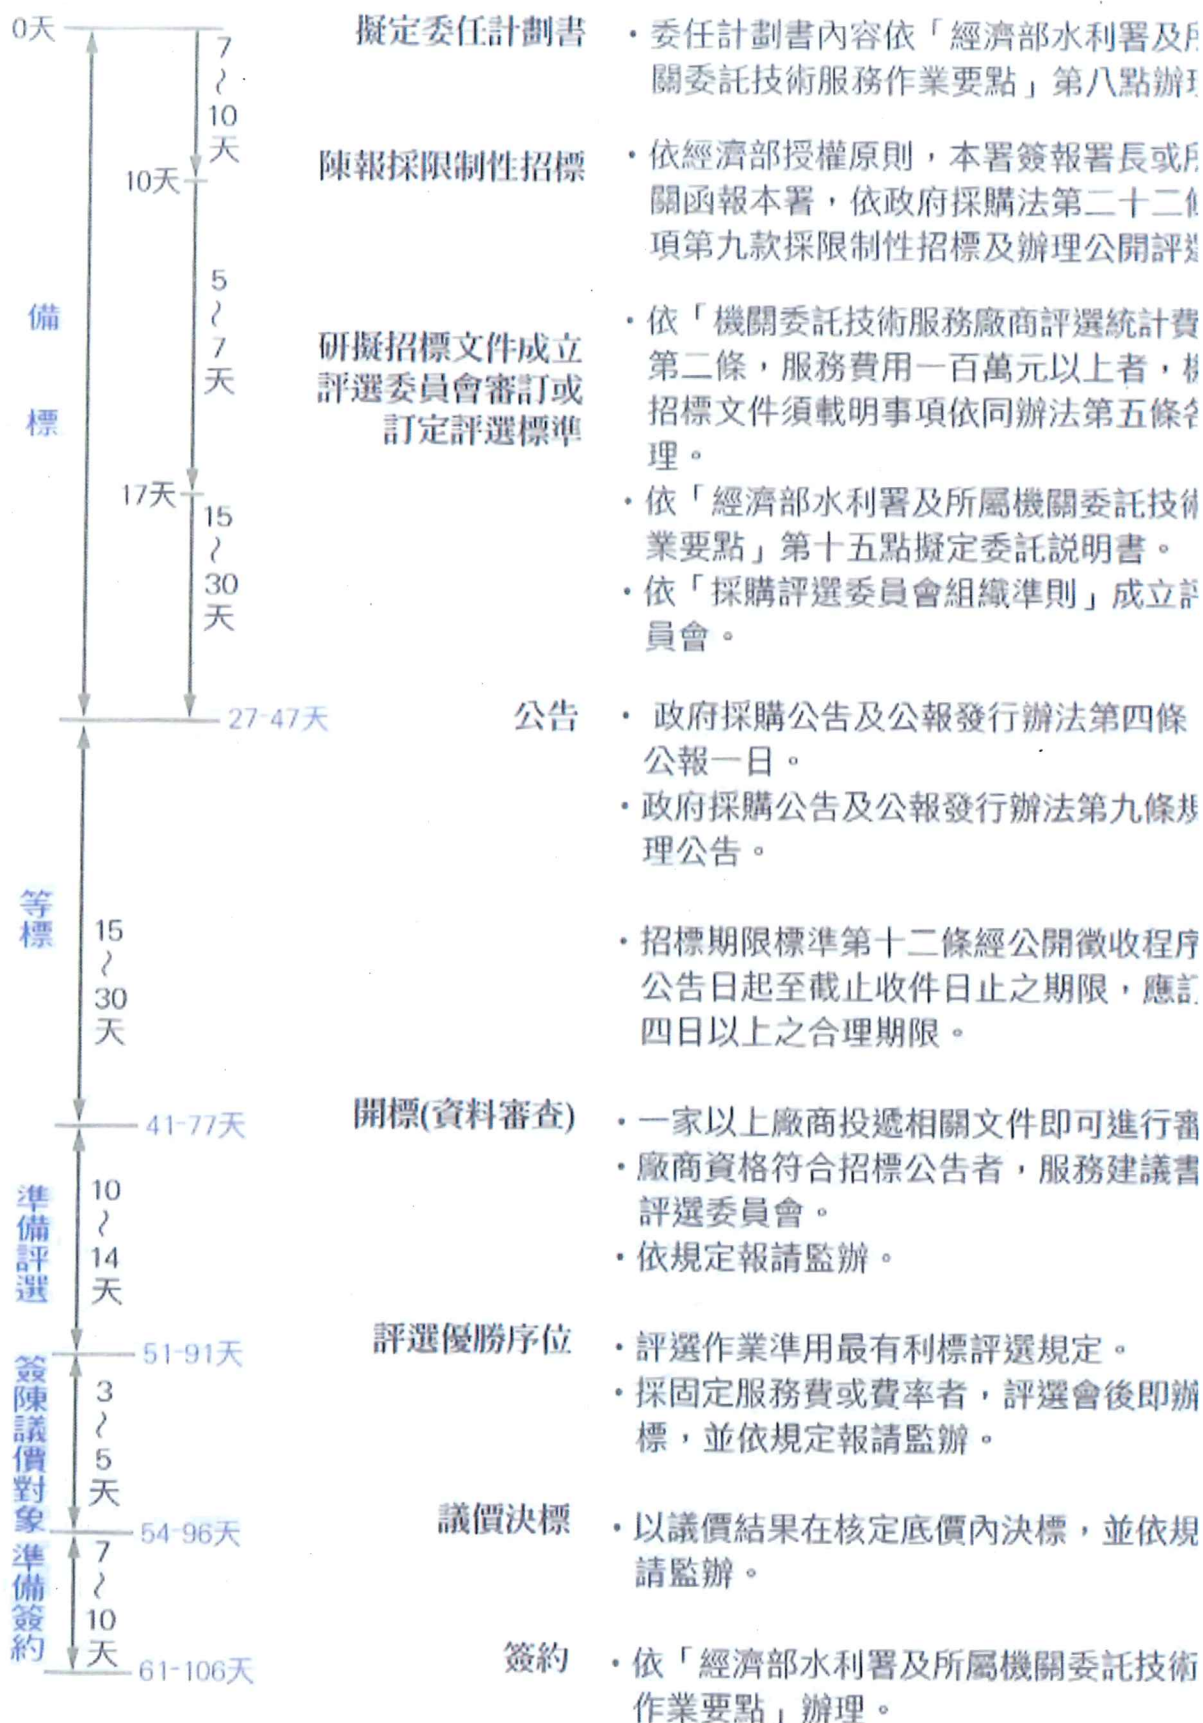 0天
7
~
10
天
擬定委任計劃書
・委任計劃書內容依「經濟部水利署及
關委託技術服務作業要點」第八點辦
10天
陳報採限制性招標
・依經濟部授權原則，本署簽報署長或
關函報本署，依政府採購法第二十二
項第九款採限制性招標及辦理公開評
備標
5
~
7
天
研擬招標文件成立
評選委員會審訂或
訂定評選標準
・依「機關委託技術服務廠商評選統計費
第二條，服務費用一百萬元以上者，
招標文件須載明事項依同辦法第五條
理。
17天
15
~
30
天
・依「經濟部水利署及所屬機關委託技術
業要點」第十五點擬定委託説明書。
・依「採購評選委員會組織準則」成立
員會。
27-47天
公告
・政府採購公告及公報發行辦法第四條
公報一日。
・政府採購公告及公報發行辦法第九條
理公告。
等標
15
~
30
天
・招標期限標準第十二條經公開徵收程序
公告日起至截止收件日止之期限，應
四日以上之合理期限。
41-77天
開標(資料審查)
・一家以上廠商投遞相關文件即可進行審
・廠商資格符合招標公告者，服務建議書
評選委員會。
・依規定報請監辦。
準備評選
10
~
14
天
51-91天
評選優勝序位
・評選作業準用最有利標評選規定。
・採固定服務費或費率者，評選會後即辦
標，並依規定報請監辦。
簽陳議價對象
3
~
5
天
54-96天
議價決標
・以議價結果在核定底價內決標，並依規
請監辦。
準備簽約
7
~
10
天
61-106天
簽約
・依「經濟部水利署及所屬機關委託技術
作業要點」辦理。